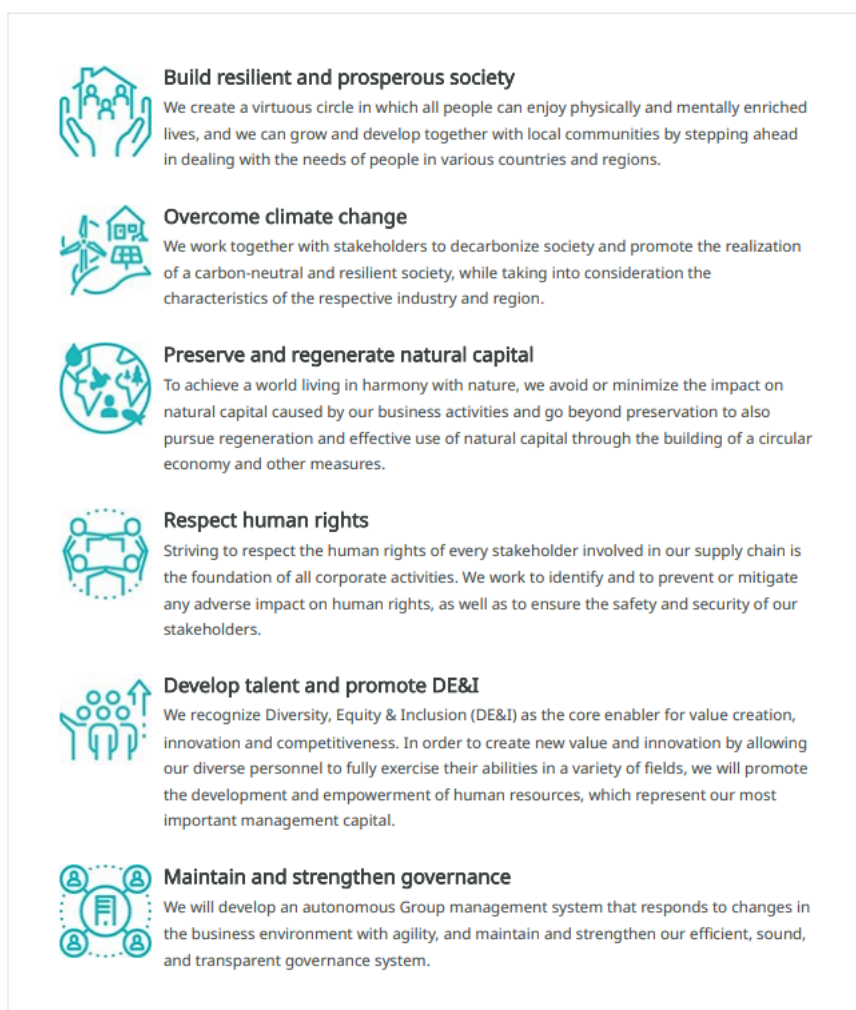 Build resilient and prosperous society
We create a virtuous circle in which all people can enjoy physically and mentally enriched
lives, and we can grow and develop together with local communities by stepping ahead
in dealing with the needs of people in various countries and regions.
Overcome climate change
We work together with stakeholders to decarbonize society and promote the realization
of a carbon-neutral and resilient society, while taking into consideration the
characteristics of the respective industry and region.
Preserve and regenerate natural capital
To achieve a world living in harmony with nature, we avoid or minimize the impact on
natural capital caused by our business activities and go beyond preservation to also
pursue regeneration and effective use of natural capital through the building of a circular
economy and other measures.
Respect human rights
Striving to respect the human rights of every stakeholder involved in our supply chain is
the foundation of all corporate activities. We work to identify and to prevent or mitigate
any adverse impact on human rights, as well as to ensure the safety and security of our
stakeholders.
Develop talent and promote DE&I
We recognize Diversity, Equity & Inclusion (DE&I) as the core enabler for value creation,
innovation and competitiveness. In order to create new value and innovation by allowing
our diverse personnel to fully exercise their abilities in a variety of fields, we will promote
the development and empowerment of human resources, which represent our most
important management capital.
Maintain and strengthen governance
We will develop an autonomous Group management system that responds to changes in
the business environment with agility, and maintain and strengthen our efficient, sound,
and transparent governance system.